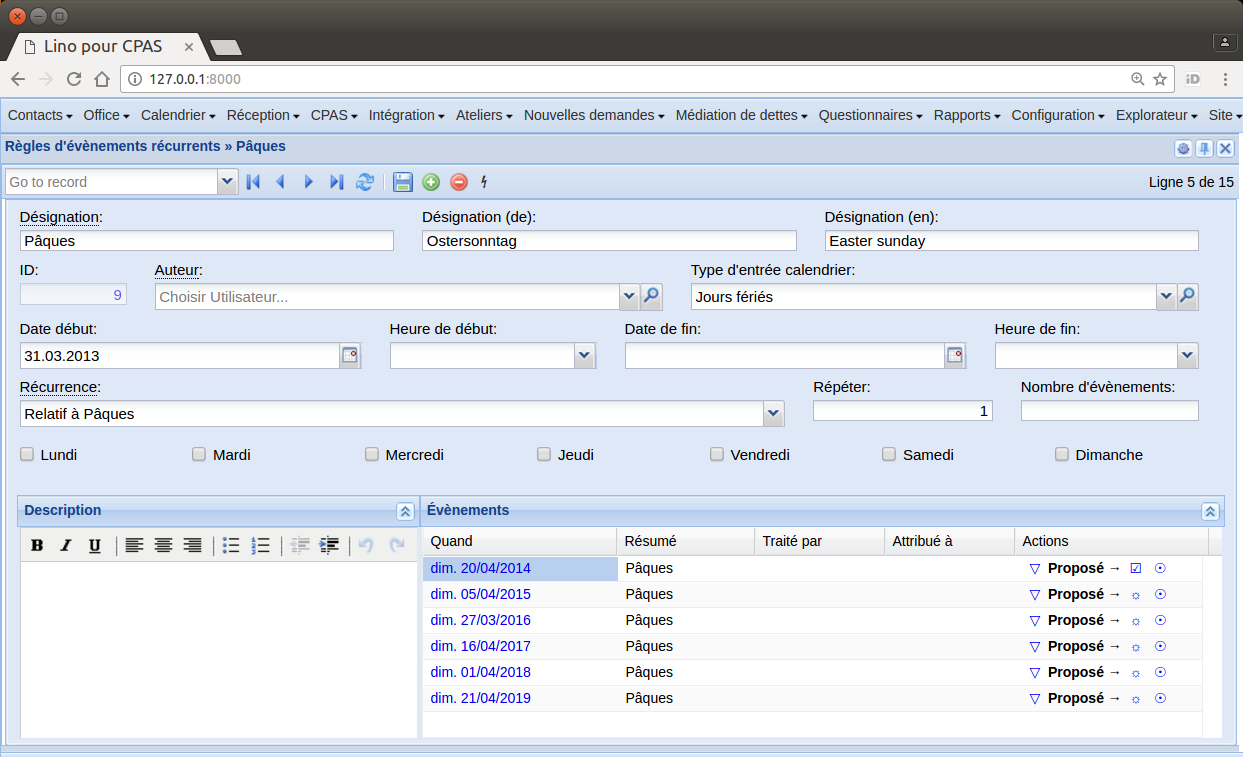 Lino pour CPAS
127.0.0.1:8000
iD
Contacts Office Calendrier Réception CPAS Intégration Ateliers Nouvelles demandes Médiation de dettes Questionnaires Rapports Configuration Explorateur Site
Règles d'évènements récurrents » Pâques
Go to record Ligne 5 de 15
Désignation: Désignation (de): Désignation (en):
Pâques Ostersonntag Easter sunday
ID: Auteur: Type d'entrée calendrier:
9 Choisir Utilisateur... Jours fériés
Date début: Heure de début: Date de fin: Heure de fin:
31.03.2013
Récurrence: Répéter: Nombre d'évènements:
Relatif à Pâques 1
Lundi Mardi Mercredi Jeudi Vendredi Samedi Dimanche
Description Évènements
B I U
Quand Résumé Traité par Attribué à Actions
dim. 20/04/2014 Pâques ▽ Proposé → ☑ ☉
dim. 05/04/2015 Pâques ▽ Proposé → ☼ ☉
dim. 27/03/2016 Pâques ▽ Proposé → ☼ ☉
dim. 16/04/2017 Pâques ▽ Proposé → ☼ ☉
dim. 01/04/2018 Pâques ▽ Proposé → ☼ ☉
dim. 21/04/2019 Pâques ▽ Proposé → ☼ ☉